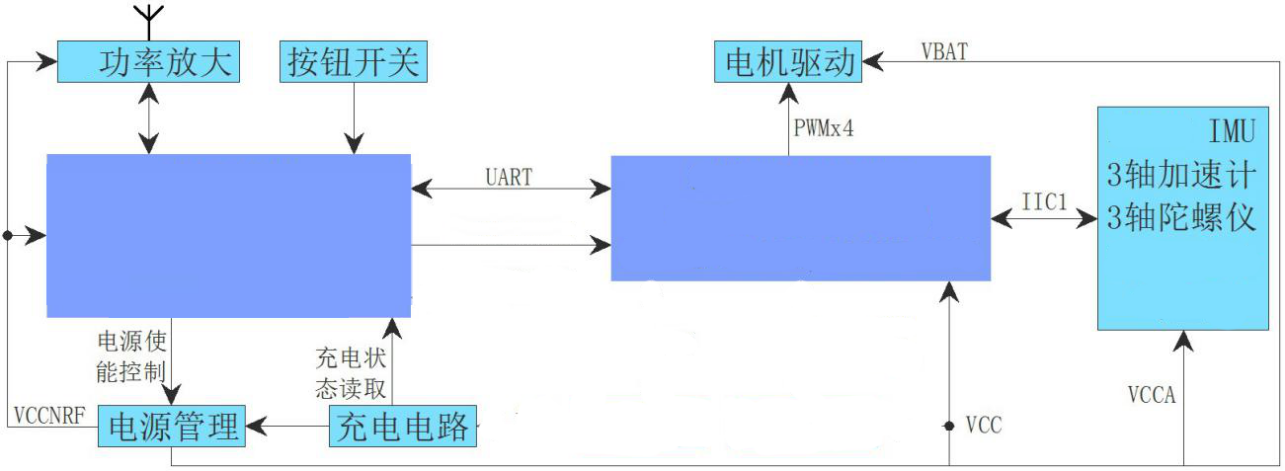 功率放大
按钮开关
电机驱动
VBAT
PWMx4
IMU
3轴加速计
3轴陀螺仪
UART
IIC1
电源使
能控制
充电状
态读取
VCCNRF
电源管理
充电电路
VCC
VCCA